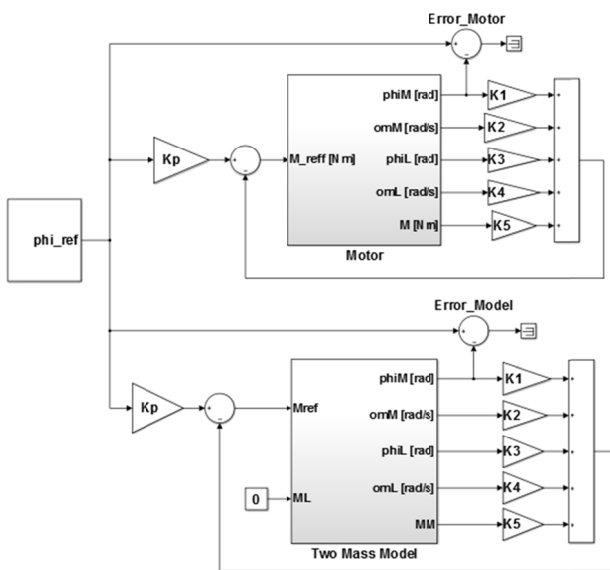 Error_Motor
phiM [rad]
K1
omM [rad/s]
K2
Kp
M_reff [Nm]
phiL [rad]
K3
omL [rad/s]
K4
M [Nm]
K5
phi_ref
Motor
Error_Model
phiM [rad]
K1
Kp
Mref
omM [rad/s]
K2
phiL [rad]
K3
omL [rad/s]
K4
0
ML
MM
K5
Two Mass Model